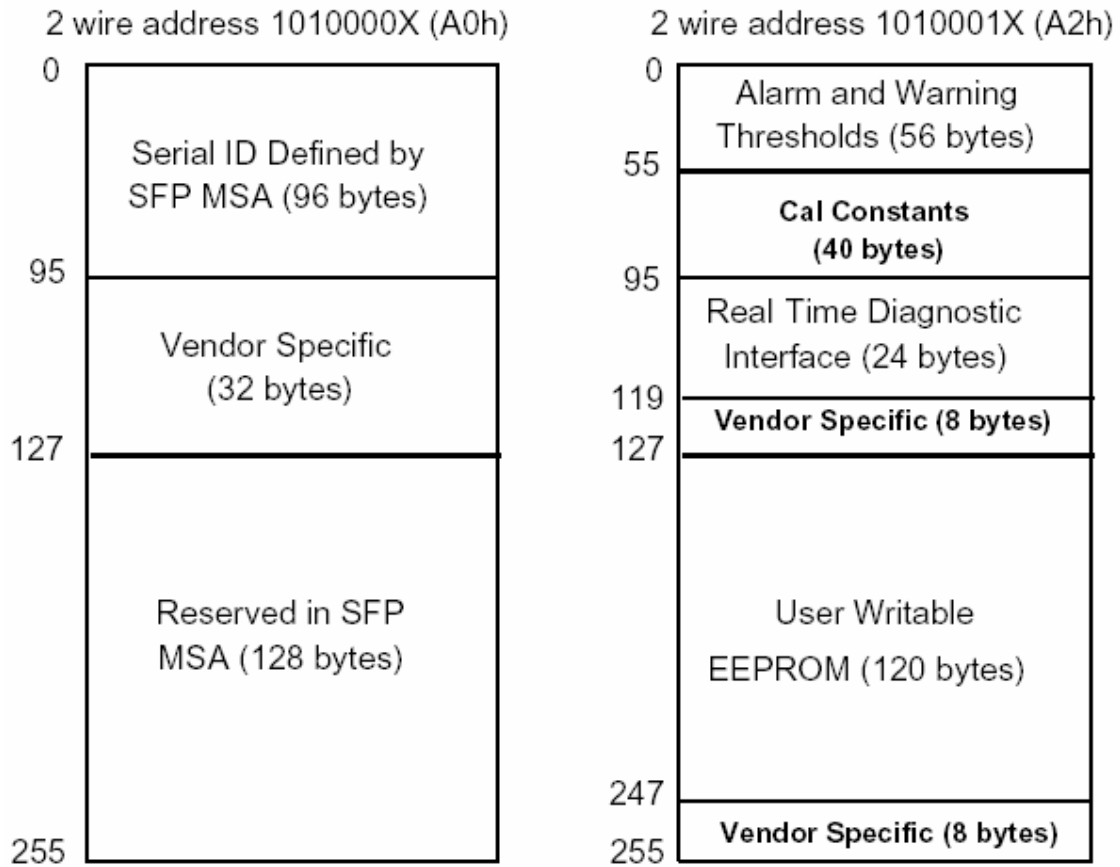 2 wire address 1010000X (A0h)
0
Serial ID Defined by
SFP MSA (96 bytes)
95
Vendor Specific
(32 bytes)
127
Reserved in SFP
MSA (128 bytes)
255
2 wire address 1010001X (A2h)
0
Alarm and Warning
Thresholds (56 bytes)
55
Cal Constants
(40 bytes)
95
Real Time Diagnostic
Interface (24 bytes)
119
Vendor Specific (8 bytes)
127
User Writable
EEPROM (120 bytes)
247
Vendor Specific (8 bytes)
255